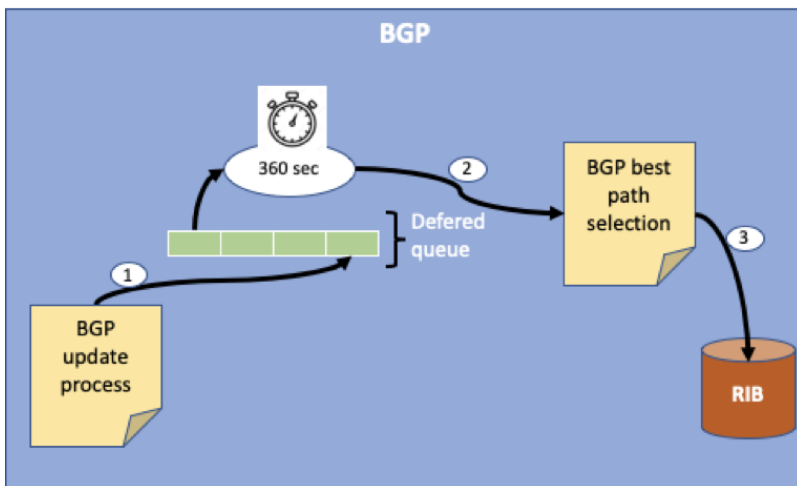 BGP
360 sec
2
BGP best
path
selection
Defered
queue
3
1
BGP
update
process
RIB